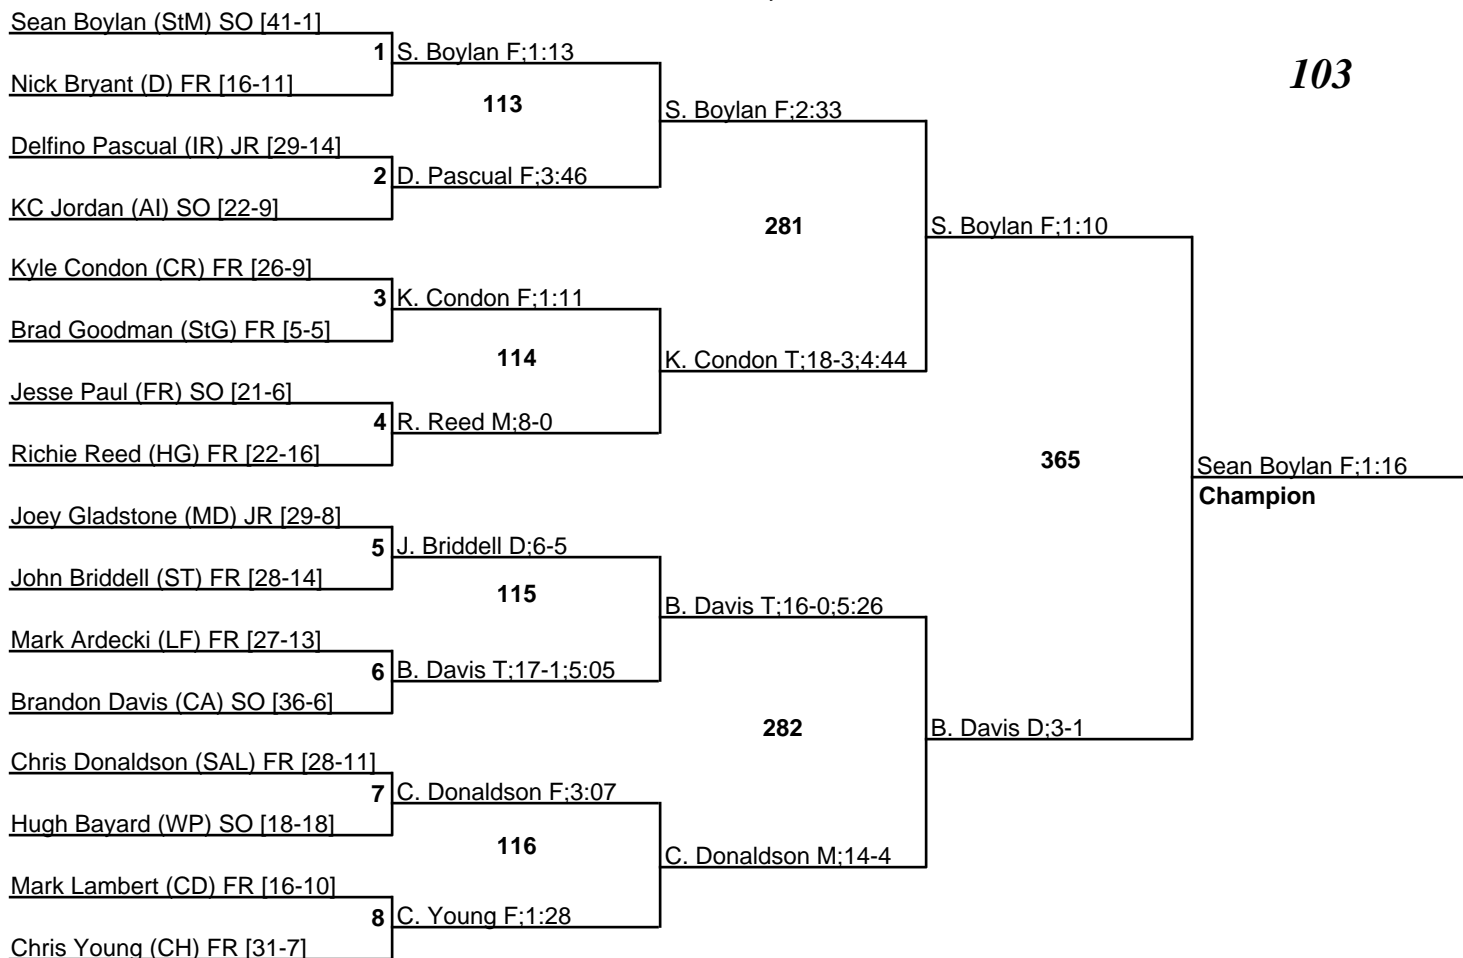 Sean Boylan (StM) SO [41-1]
1 S. Boylan F;1:13
103
Nick Bryant (D) FR [16-11]
113
S. Boylan F;2:33
Delfino Pascual (IR) JR [29-14]
2 D. Pascual F;3:46
KC Jordan (AI) SO [22-9]
281
S. Boylan F;1:10
Kyle Condon (CR) FR [26-9]
3 K. Condon F;1:11
Brad Goodman (StG) FR [5-5]
114
K. Condon T;18-3;4:44
Jesse Paul (FR) SO [21-6]
4 R. Reed M;8-0
Richie Reed (HG) FR [22-16]
365
Sean Boylan F;1:16
Champion
Joey Gladstone (MD) JR [29-8]
5 J. Briddell D;6-5
John Briddell (ST) FR [28-14]
115
B. Davis T;16-0;5:26
Mark Ardecki (LF) FR [27-13]
6 B. Davis T;17-1;5:05
Brandon Davis (CA) SO [36-6]
282
B. Davis D;3-1
Chris Donaldson (SAL) FR [28-11]
7 C. Donaldson F;3:07
Hugh Bayard (WP) SO [18-18]
116
C. Donaldson M;14-4
Mark Lambert (CD) FR [16-10]
8 C. Young F;1:28
Chris Young (CH) FR [31-7]